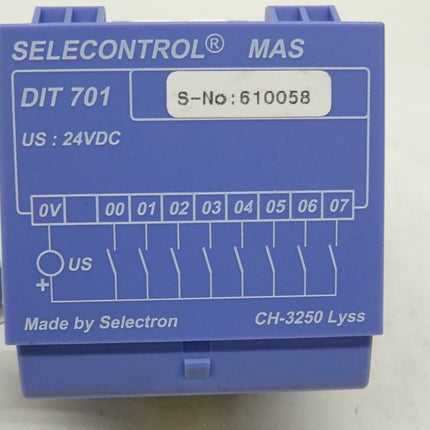 SELECONTROL® MAS
DIT 701
S-No:610058
US : 24VDC
0V 00 01 02 03 04 05 06 07
US
+
Made by Selectron CH-3250 Lyss